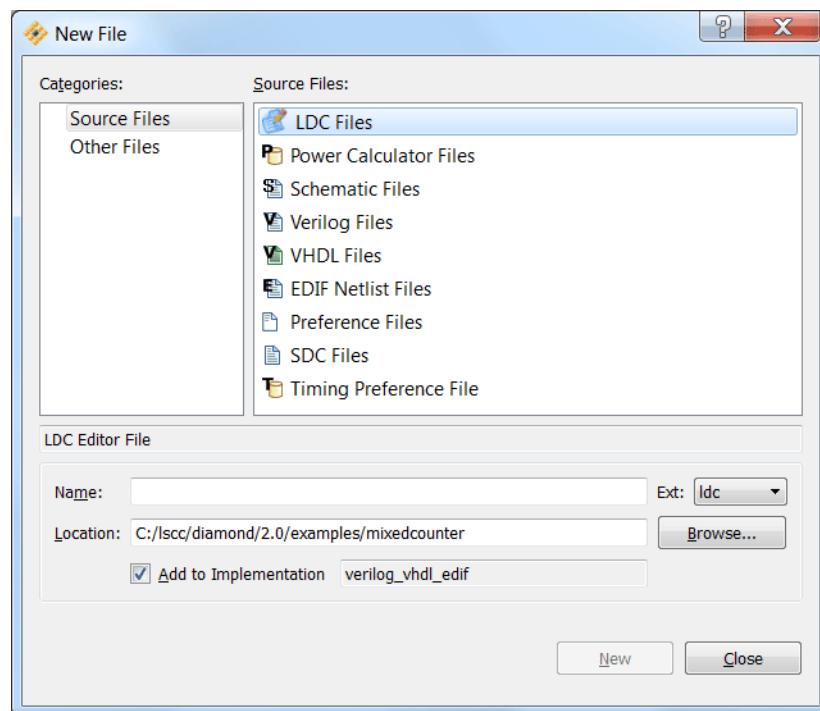 New File
Categories:
Source Files:
Source Files
Other Files
LDC Files
Power Calculator Files
Schematic Files
Verilog Files
VHDL Files
EDIF Netlist Files
Preference Files
SDC Files
Timing Preference File
LDC Editor File
Name:
Ext: ldc
Location: C:/lscc/diamond/2.0/examples/mixedcounter
Browse...
Add to Implementation verilog_vhdl_edif
New
Close